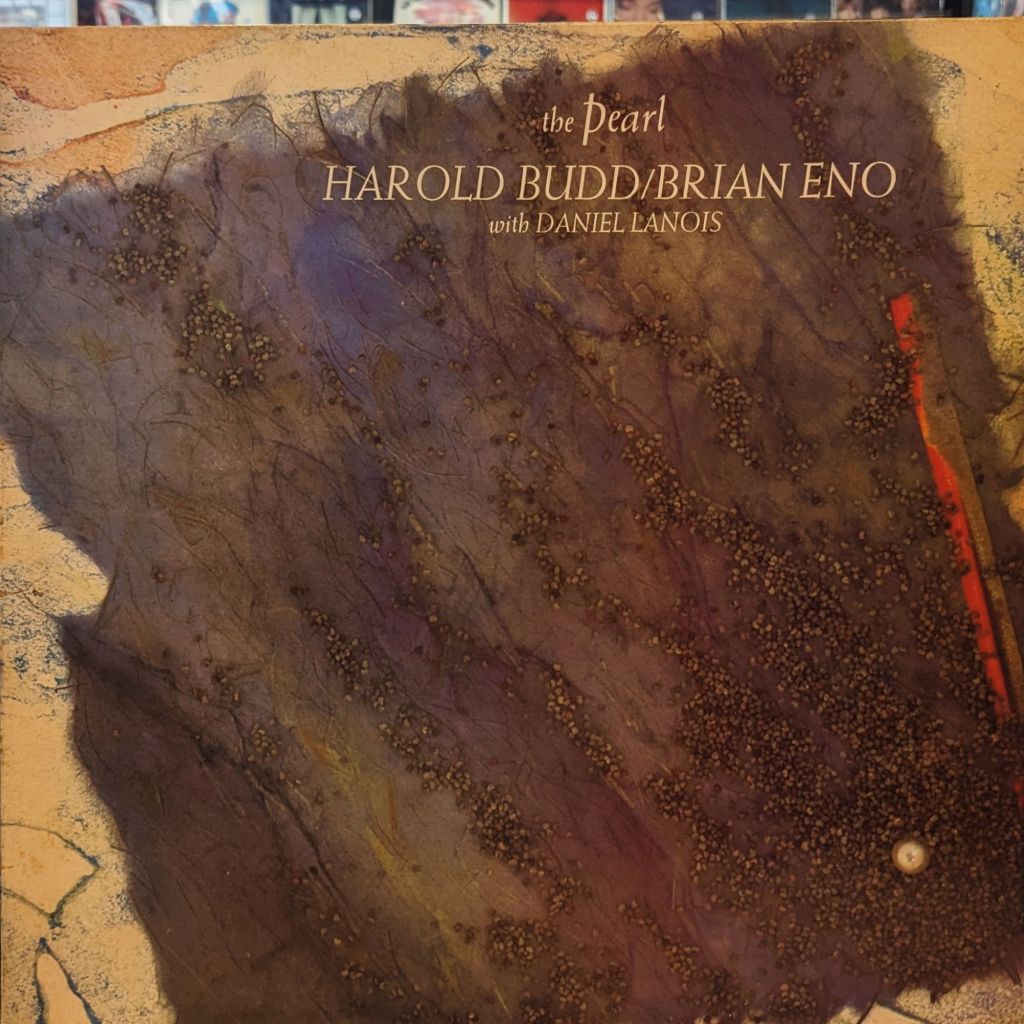 the Pearl
HAROLD BUDD/BRIAN ENO
with DANIEL LANOIS